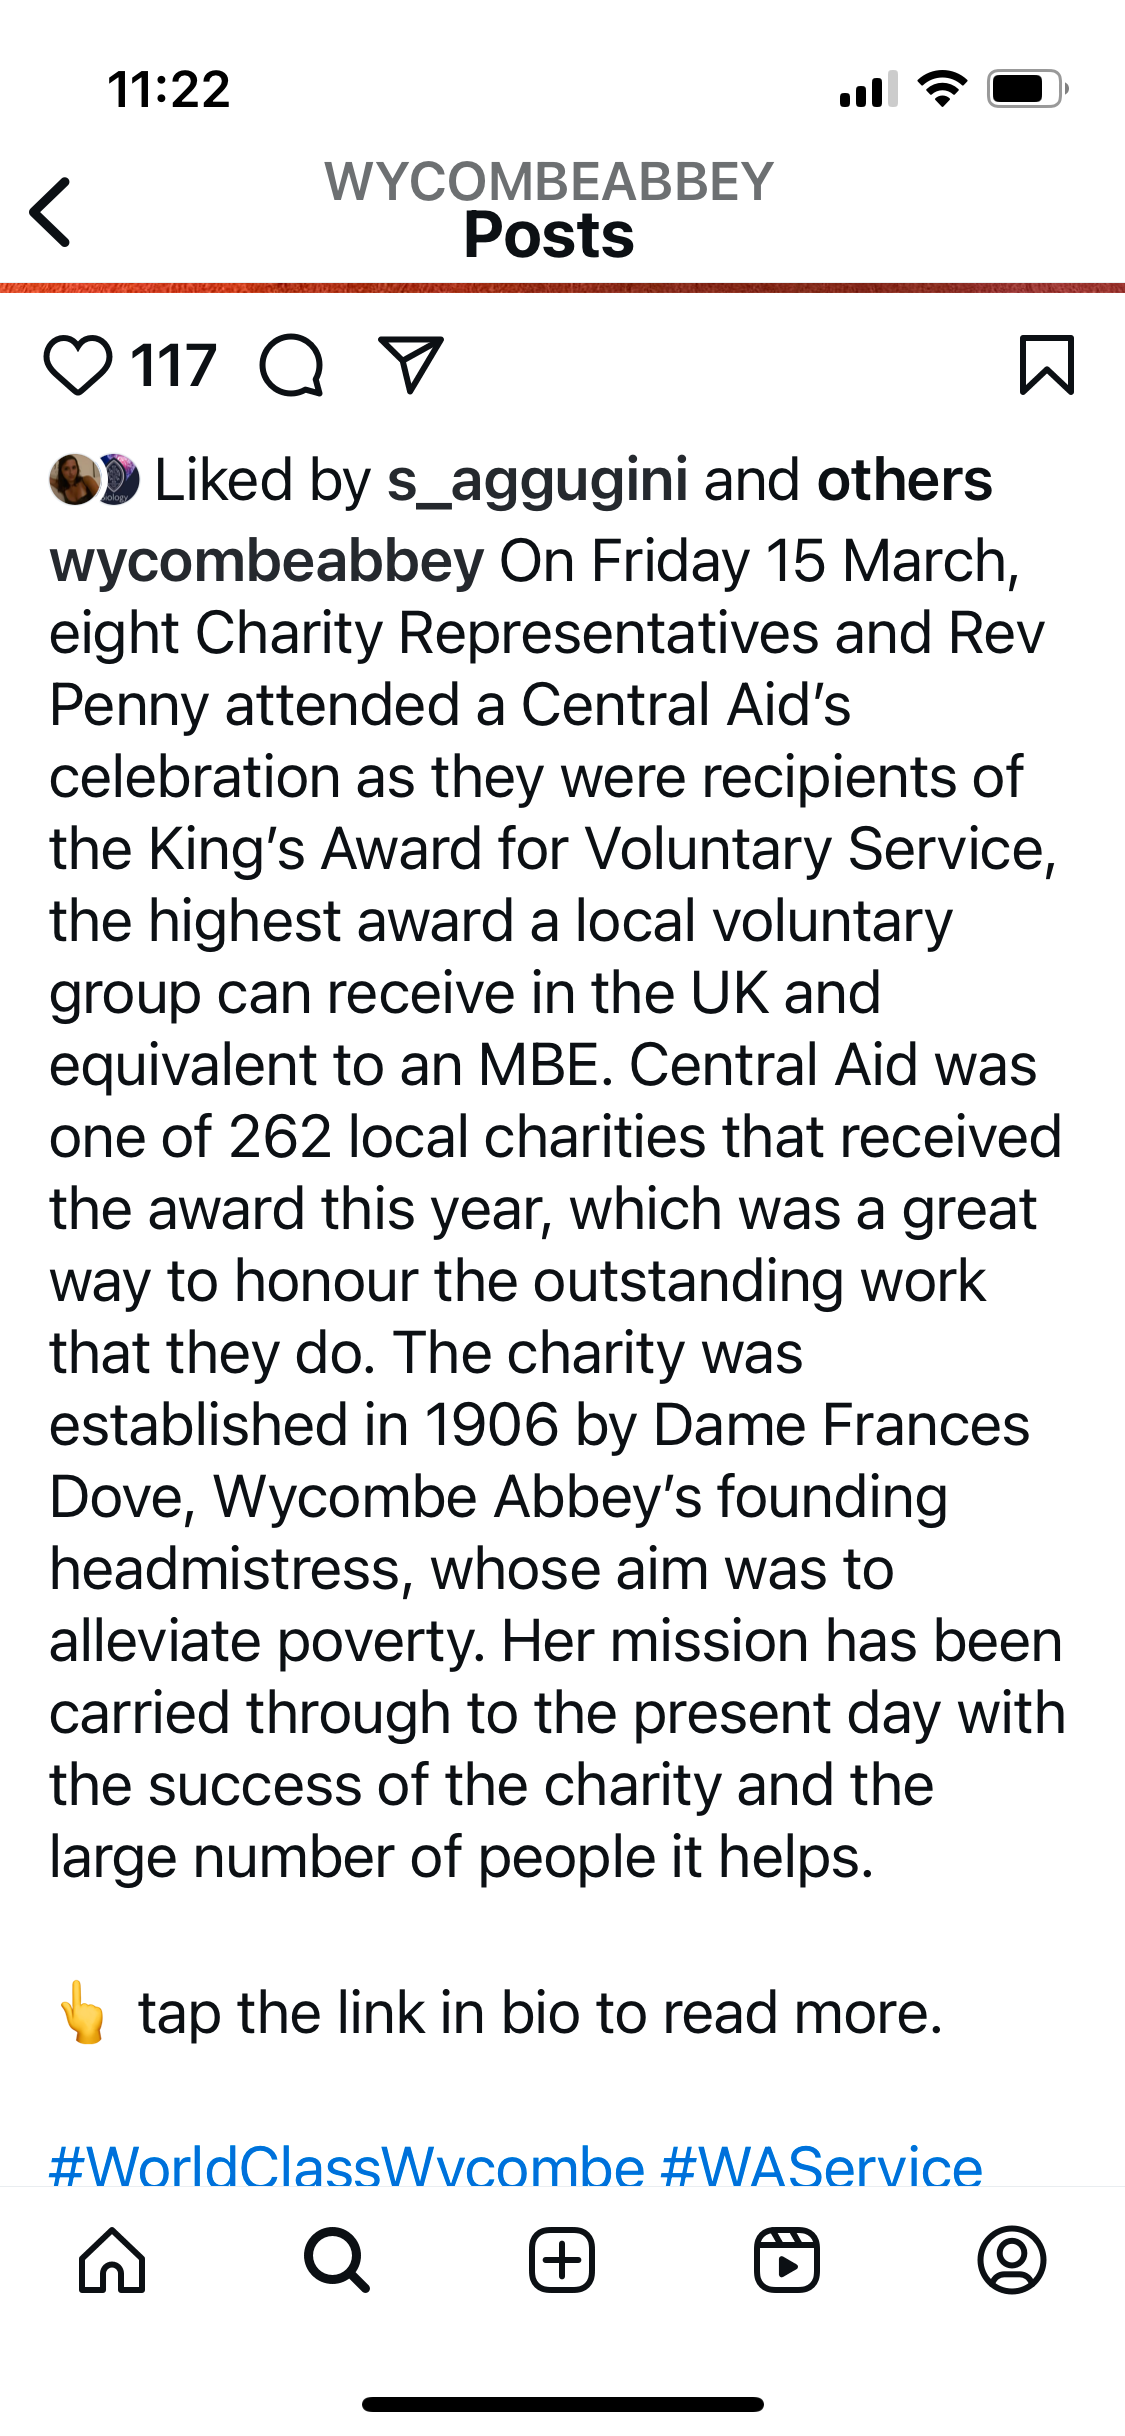 11:22
WYCOMBEABBEY
Posts
117
Liked by s_aggugini and others
wycombeabbey On Friday 15 March,
eight Charity Representatives and Rev
Penny attended a Central Aid’s
celebration as they were recipients of
the King’s Award for Voluntary Service,
the highest award a local voluntary
group can receive in the UK and
equivalent to an MBE. Central Aid was
one of 262 local charities that received
the award this year, which was a great
way to honour the outstanding work
that they do. The charity was
established in 1906 by Dame Frances
Dove, Wycombe Abbey’s founding
headmistress, whose aim was to
alleviate poverty. Her mission has been
carried through to the present day with
the success of the charity and the
large number of people it helps.
👆 tap the link in bio to read more.
#WorldClassWycombe #WAService